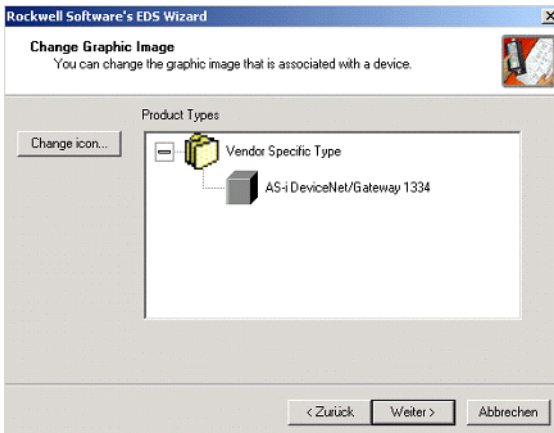 Rockwell Software's EDS Wizard
Change Graphic Image
You can change the graphic image that is associated with a device.
Product Types
Change icon...
Vendor Specific Type
AS-i DeviceNet/Gateway 1334
< Zurück
Weiter >
Abbrechen